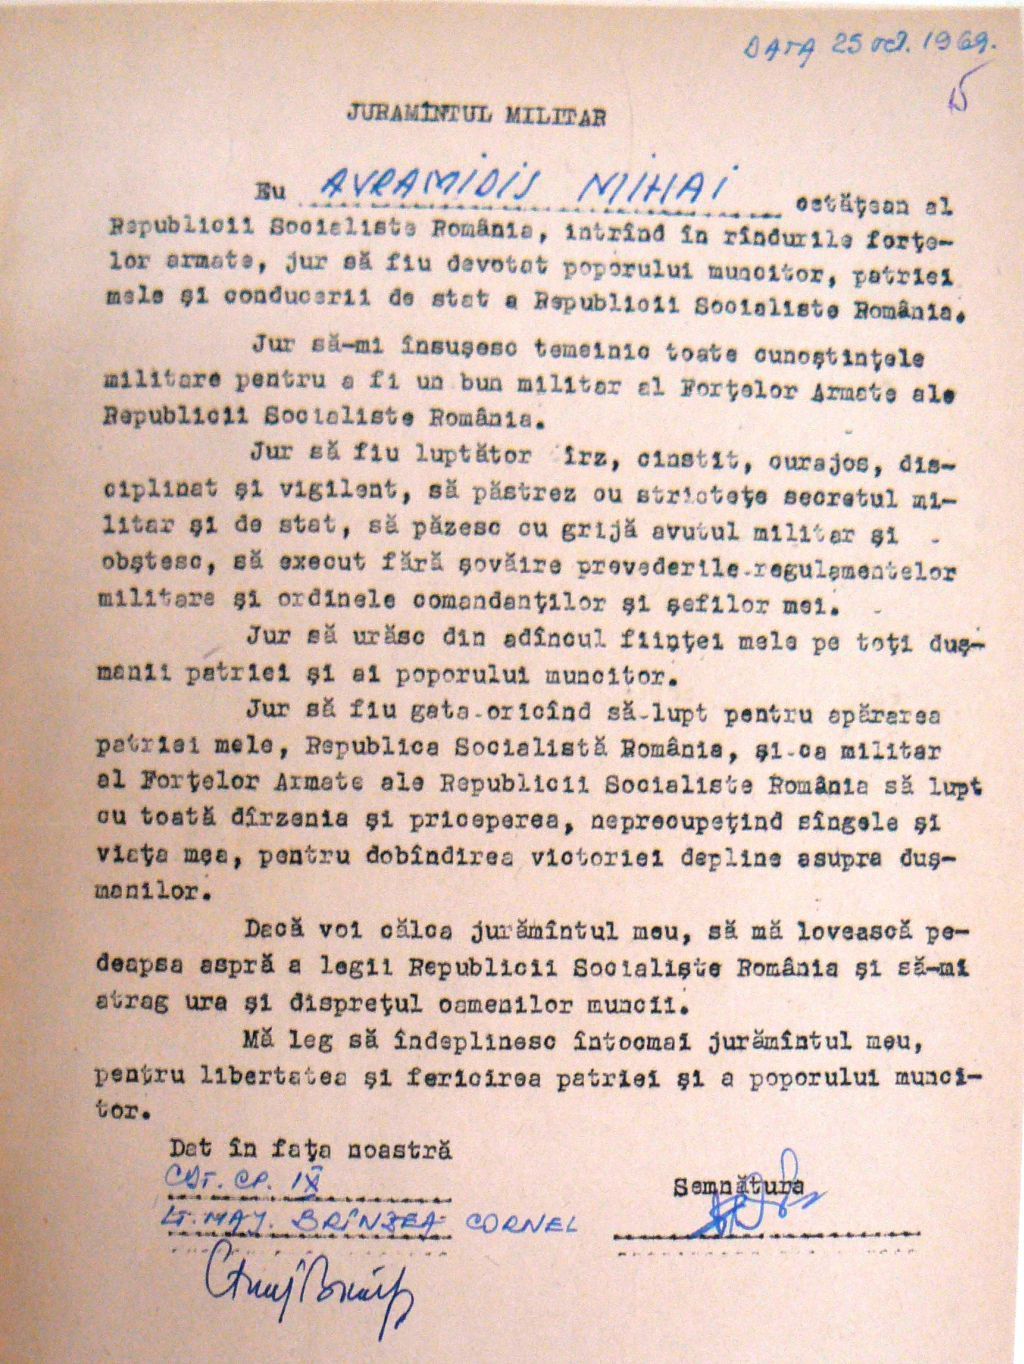 DATA 25 oct. 1969.
15
JURAMÎNTUL MILITAR
Eu AVRAMIDIS MIHAI cetăţean al
Republicii Socialiste România, intrînd în rîndurile forţe-
lor armate, jur să fiu devotat poporului muncitor, patriei
mele şi conducerii de stat a Republicii Socialiste România.
Jur să-mi însuşesc temeinic toate cunoştinţele
militare pentru a fi un bun militar al Forţelor Armate ale
Republicii Socialiste România.
Jur să fiu luptător îrz, cinstit, curajos, dis-
ciplinat şi vigilent, să păstrez cu stricteţe secretul mi-
litar şi de stat, să păzesc cu grijă avutul militar şi
obştesc, să execut fără şovăire prevederile regulamentelor
militare şi ordinele comandanţilor şi şefilor mei.
Jur să urăsc din adîncul fiinţei mele pe toţi duş-
manii patriei şi ai poporului muncitor.
Jur să fiu gata oricînd să lupt pentru apărarea
patriei mele, Republica Socialistă România, şi ca militar
al Forţelor Armate ale Republicii Socialiste România să lupt
cu toată dîrzenia şi priceperea, neprecupeţind sîngele şi
viaţa mea, pentru dobîndirea victoriei depline asupra duş-
manilor.
Dacă voi călca jurămîntul meu, să mă lovească pe-
deapsa aspră a legii Republicii Socialişte România şi să-mi
atrag ura şi dispreţul oamenilor muncii.
Mă leg să îndeplinesc întocmai jurămîntul meu,
pentru libertatea şi fericirea patriei şi a poporului munci-
tor.
Dat în faţa noastră
CDT. CP. IX
Semnătura
LT. MAJ. BRÎNZEA CORNEL